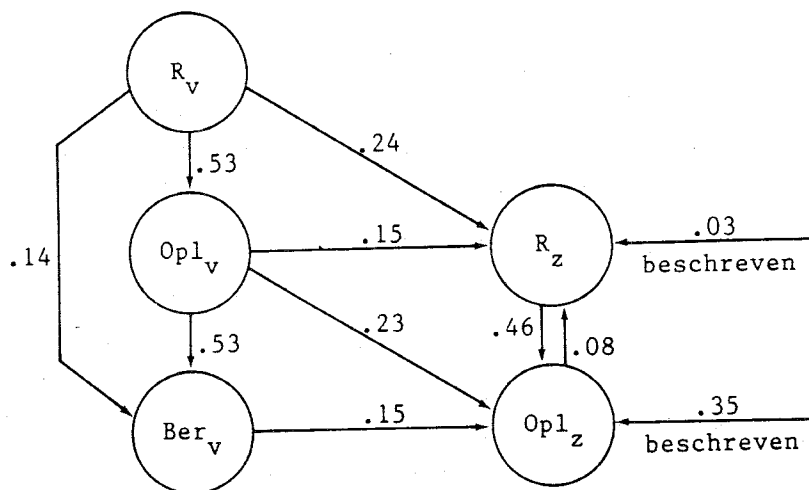 R_v
.24
.53
Opl_v
.15
R_z
.03
beschreven
.14
.23
.46
.08
.53
Ber_v
.15
Opl_z
.35
beschreven